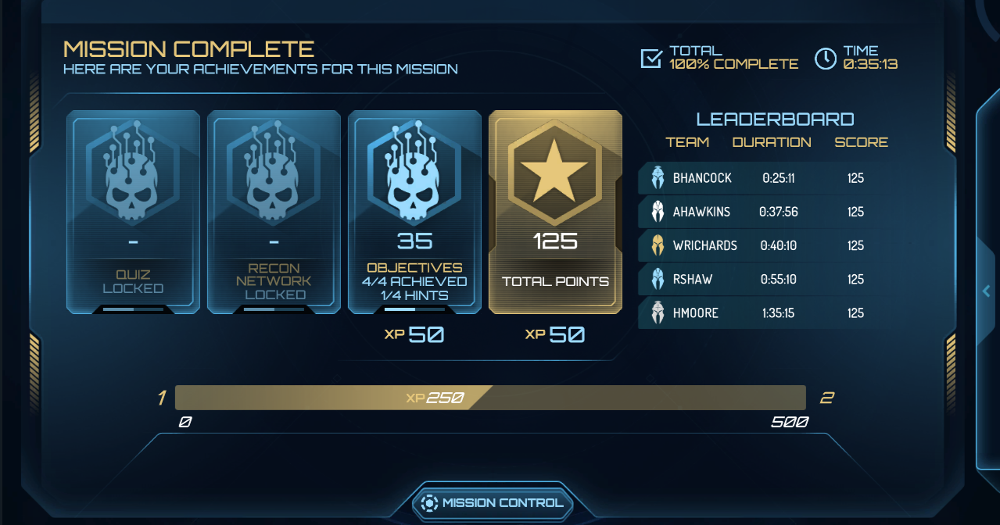 MISSION COMPLETE
HERE ARE YOUR ACHIEVEMENTS FOR THIS MISSION
TOTAL
100% COMPLETE
TIME
0:35:13
-
QUIZ
LOCKED
-
RECON
NETWORK
LOCKED
35
OBJECTIVES
4/4 ACHIEVED
1/4 HINTS
XP 50
125
TOTAL POINTS
XP 50
LEADERBOARD
TEAM DURATION SCORE
BHANCOCK 0:25:11 125
AHAWKINS 0:37:56 125
WRICHARDS 0:40:10 125
RSHAW 0:55:10 125
HMOORE 1:35:15 125
1 XP 250 2
0 500
MISSION CONTROL